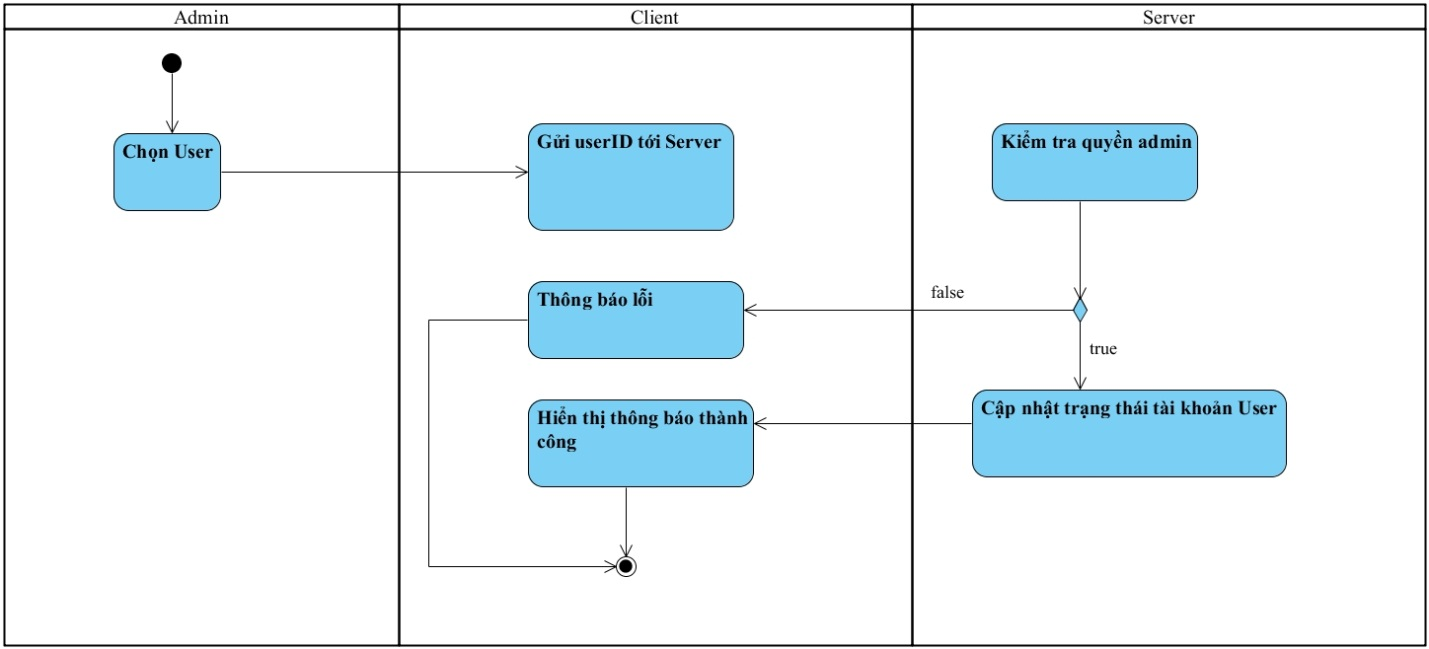 Admin
Client
Server
Chọn User
Gửi userID tới Server
Kiểm tra quyền admin
false
Thông báo lỗi
true
Cập nhật trạng thái tài khoản User
Hiển thị thông báo thành
công